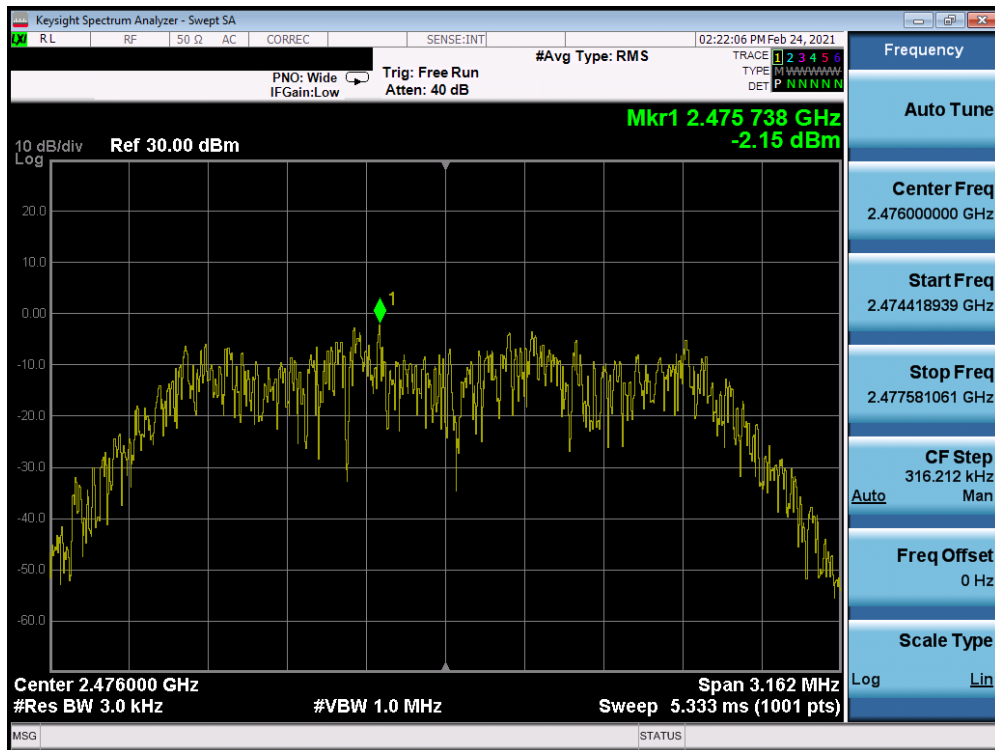 Keysight Spectrum Analyzer - Swept SA
LXI RL RF 50 Ω AC CORREC SENSE:INT 02:22:06 PM Feb 24, 2021
Frequency
#Avg Type: RMS
TRACE 1 2 3 4 5 6
PNO: Wide Trig: Free Run
TYPE M WWWWW
IFGain:Low Atten: 40 dB
DET P N N N N N
Auto Tune
Mkr1 2.475 738 GHz
-2.15 dBm
10 dB/div Ref 30.00 dBm
Log
20.0
10.0
0.00
-10.0
-20.0
-30.0
-40.0
-50.0
-60.0
1
Center Freq
2.476000000 GHz
Start Freq
2.474418939 GHz
Stop Freq
2.477581061 GHz
CF Step
316.212 kHz
Auto Man
Freq Offset
0 Hz
Scale Type
Log Lin
Center 2.476000 GHz Span 3.162 MHz
#Res BW 3.0 kHz #VBW 1.0 MHz Sweep 5.333 ms (1001 pts)
MSG STATUS